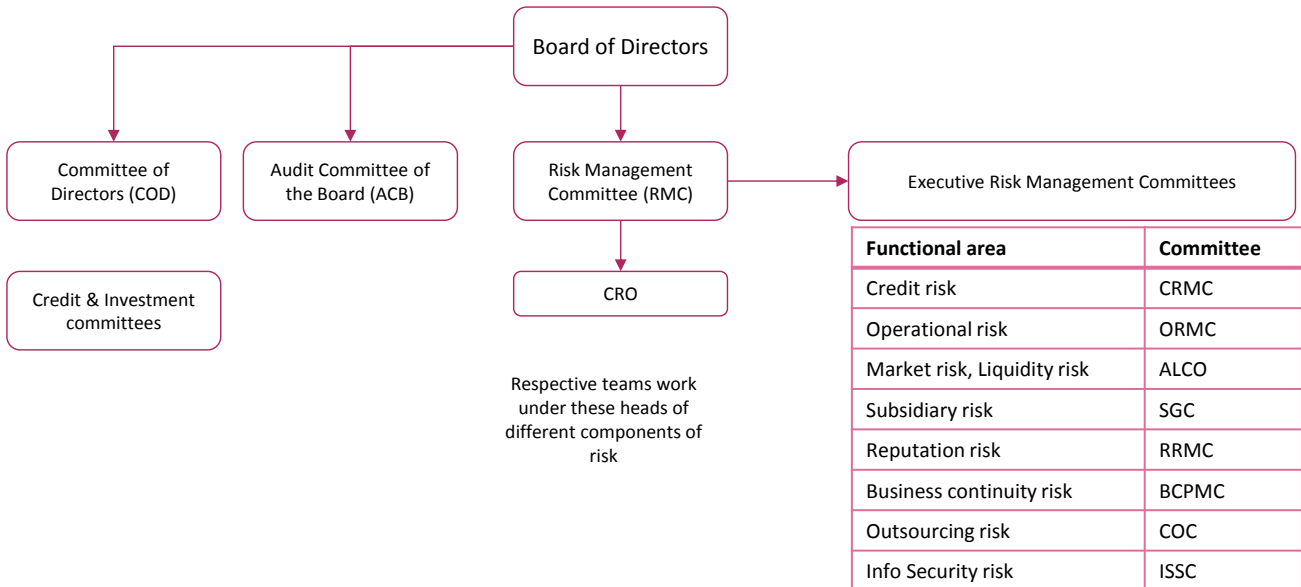 Board of Directors
Committee of
Directors (COD)
Audit Committee of
the Board (ACB)
Risk Management
Committee (RMC)
Executive Risk Management Committees
Credit & Investment
committees
CRO
Respective teams work
under these heads of
different components of
risk
Functional area Committee
Credit risk CRMC
Operational risk ORMC
Market risk, Liquidity risk ALCO
Subsidiary risk SGC
Reputation risk RRMC
Business continuity risk BCPMC
Outsourcing risk COC
Info Security risk ISSC